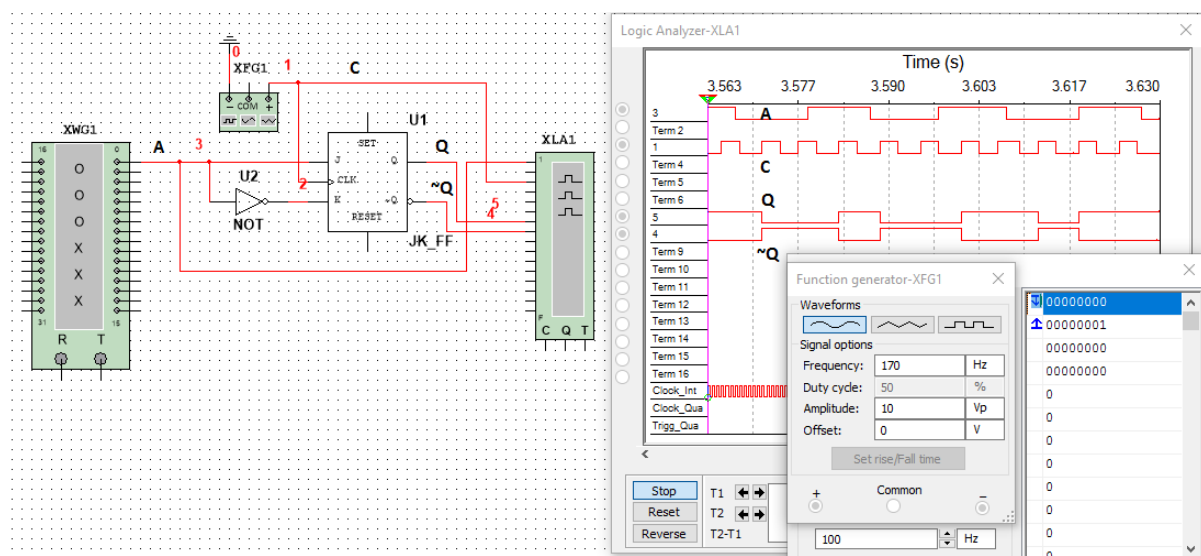 0
XFG1
1
C
COM
XWG1
16
0
O
O
O
X
X
X
31
15
R T
A
3
U2
2
NOT
U1
SET
J
Q
CLK
K
~Q
RESET
JK_FF
Q
~Q
5
4
XLA1
1
F
C Q T
Logic Analyzer-XLA1
Time (s)
3.563 3.577 3.590 3.603 3.617 3.630
3
Term 2
1
Term 4
Term 5
Term 6
5
4
Term 9
Term 10
Term 11
Term 12
Term 13
Term 14
Term 15
Term 16
Clock_Int
Clock_Qua
Trigg_Qua
A
C
Q
~Q
Stop
Reset
Reverse
T1
T2
T2-T1
Function generator-XFG1
Waveforms
Signal options
Frequency: 170 Hz
Duty cycle: 50 %
Amplitude: 10 Vp
Offset: 0 V
Set rise/Fall time
+ Common −
100 Hz
00000000
00000001
00000000
00000000
0
0
0
0
0
0
0
0